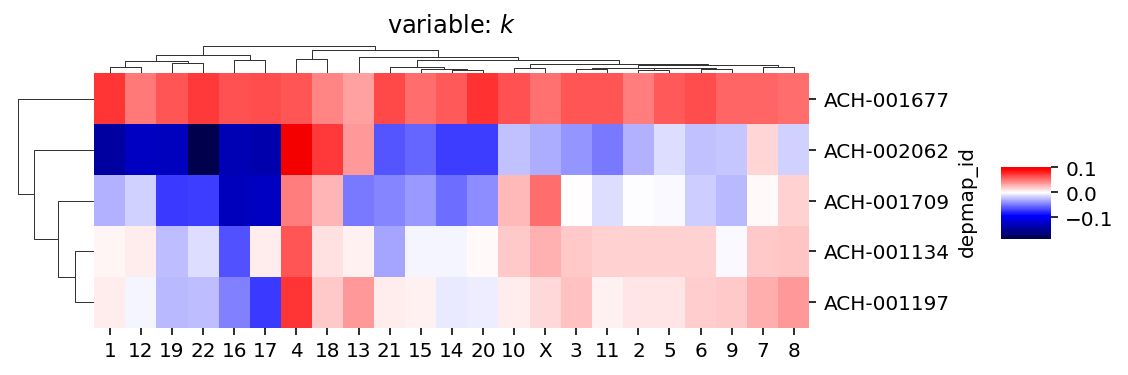 variable: k
ACH-001677
ACH-002062
ACH-001709
ACH-001134
ACH-001197
depmap_id
0.1
0.0
−0.1
1 12 19 22 16 17 4 18 13 21 15 14 20 10 X 3 11 2 5 6 9 7 8